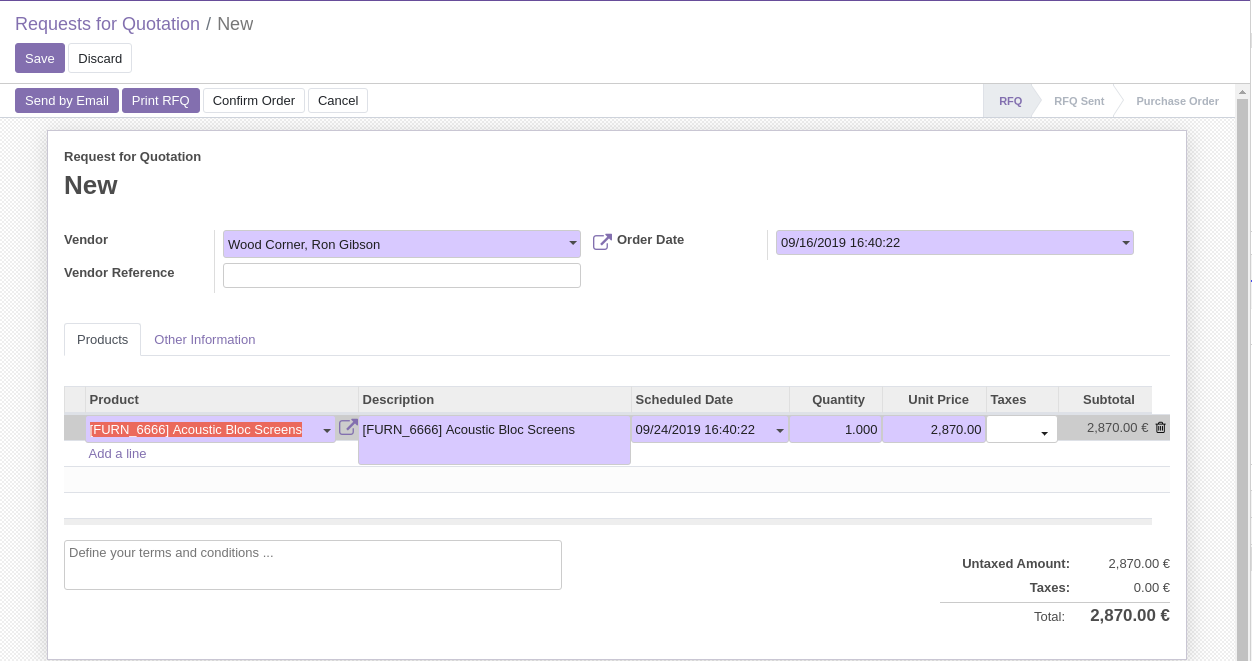 Requests for Quotation / New
Save Discard
Send by Email Print RFQ Confirm Order Cancel RFQ RFQ Sent Purchase Order
Request for Quotation
New
Vendor Wood Corner, Ron Gibson Order Date 09/16/2019 16:40:22
Vendor Reference
Products Other Information
Product Description Scheduled Date Quantity Unit Price Taxes Subtotal
[FURN_6666] Acoustic Bloc Screens [FURN_6666] Acoustic Bloc Screens 09/24/2019 16:40:22 1.000 2,870.00 2,870.00 €
Add a line
Define your terms and conditions ...
Untaxed Amount: 2,870.00 €
Taxes: 0.00 €
Total: 2,870.00 €